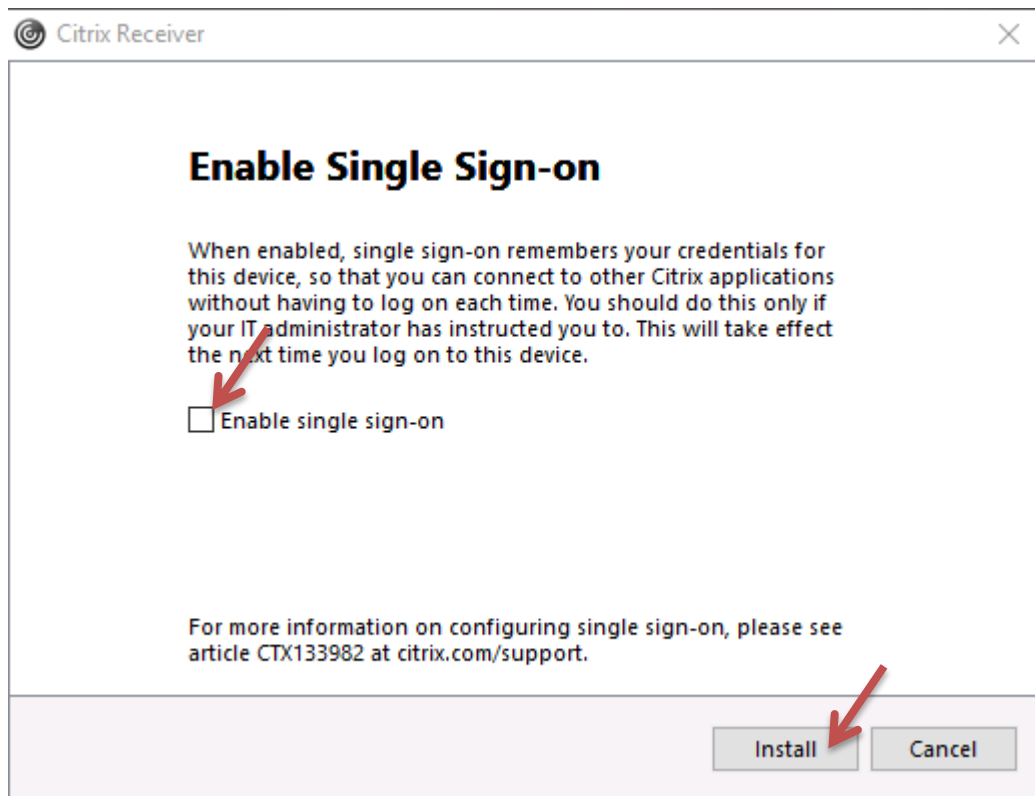 Citrix Receiver
Enable Single Sign-on
When enabled, single sign-on remembers your credentials for
this device, so that you can connect to other Citrix applications
without having to log on each time. You should do this only if
your IT administrator has instructed you to. This will take effect
the next time you log on to this device.
Enable single sign-on
For more information on configuring single sign-on, please see
article CTX133982 at citrix.com/support.
Install
Cancel